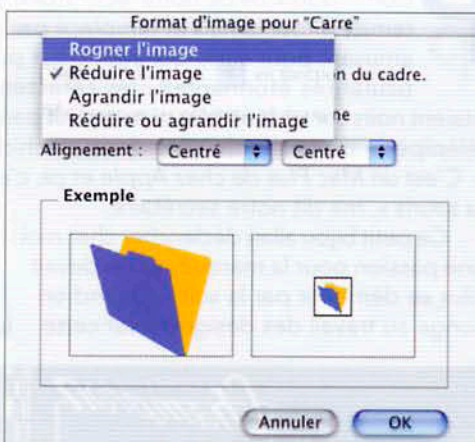 Format d'image pour "Carre"
Rogner l'image
✓ Réduire l'image
n du cadre.
Agrandir l'image
Réduire ou agrandir l'image
ne
Alignement : Centré Centré
Exemple
Annuler OK